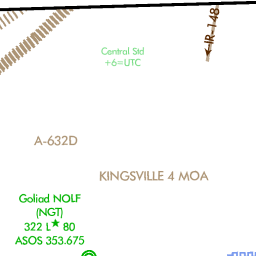 IR-148
Central Std
+6=UTC
A-632D
KINGSVILLE 4 MOA
Goliad NOLF
(NGT)
322 L★ 80
ASOS 353.675